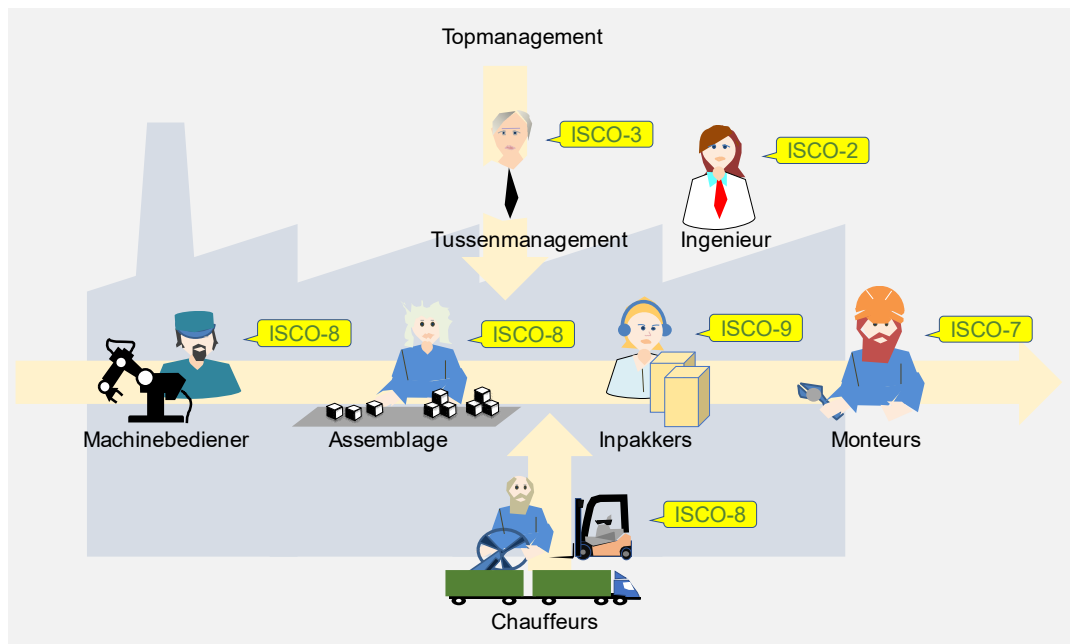 Topmanagement
ISCO-3
ISCO-2
Tussenmanagement
Ingenieur
ISCO-8
ISCO-8
ISCO-9
ISCO-7
Machinebediener
Assemblage
Inpakkers
Monteurs
ISCO-8
Chauffeurs